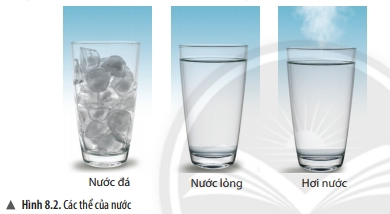 Nước đá
Nước lỏng
Hơi nước
▲ Hình 8.2. Các thể của nước